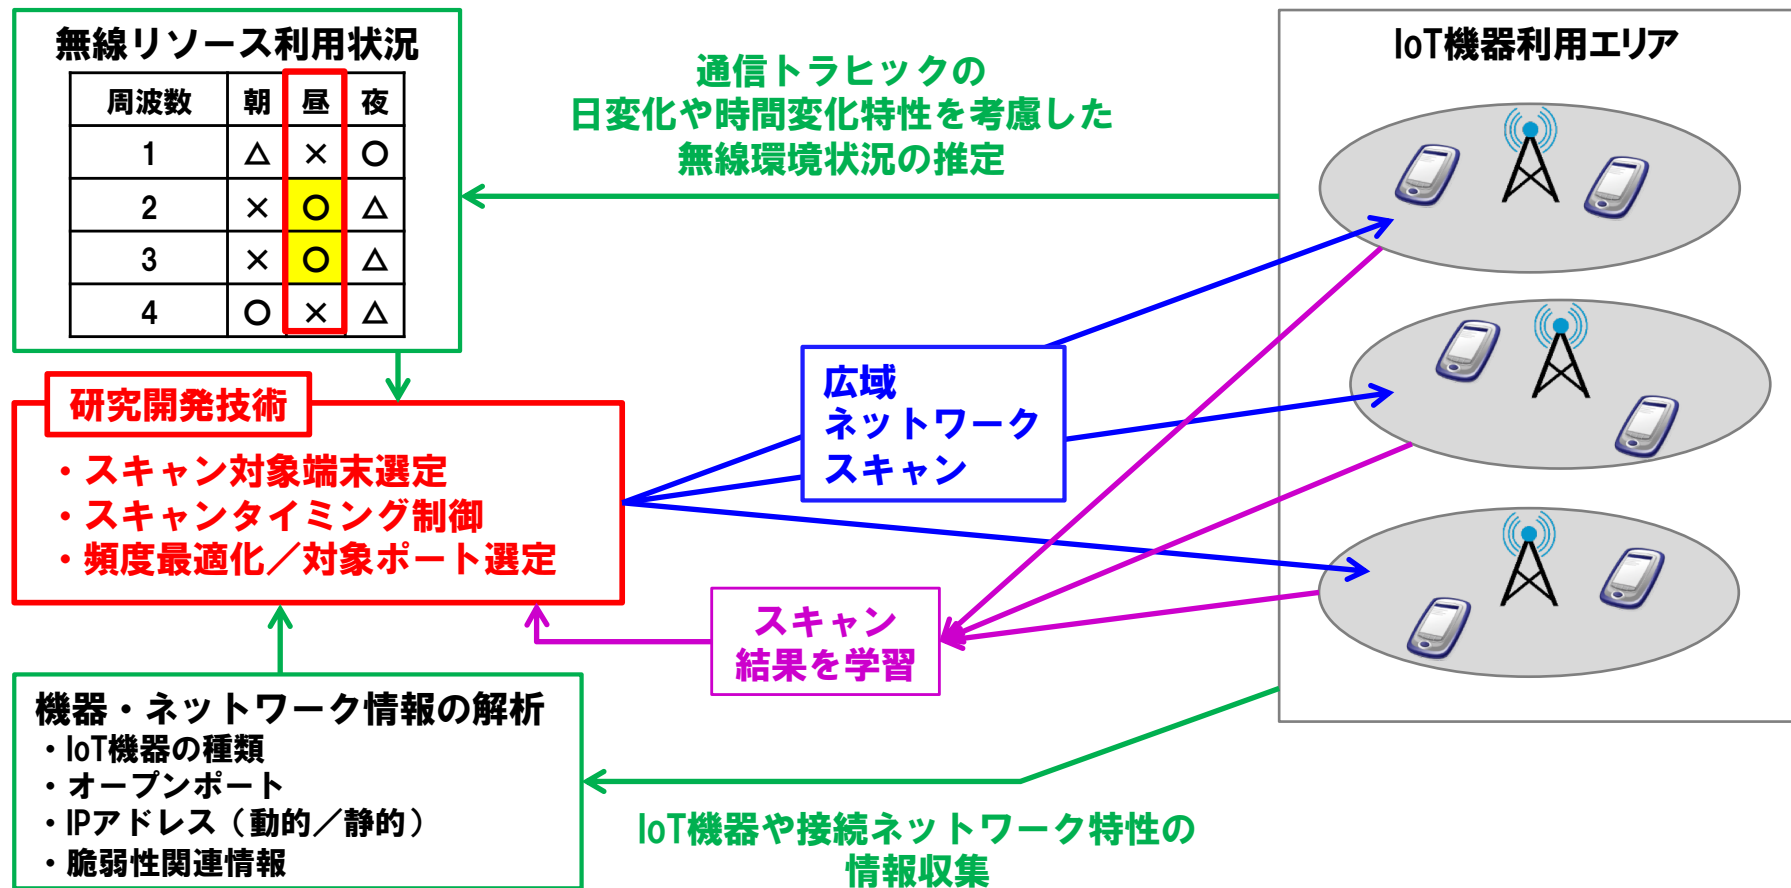 無線リソース利用状況
周波数 朝 昼 夜
1 △ × ○
2 × ○ △
3 × ○ △
4 ○ × △
通信トラヒックの
日変化や時間変化特性を考慮した
無線環境状況の推定
IoT機器利用エリア
研究開発技術
・スキャン対象端末選定
・スキャンタイミング制御
・頻度最適化／対象ポート選定
広域
ネットワーク
スキャン
スキャン
結果を学習
機器・ネットワーク情報の解析
・IoT機器の種類
・オープンポート
・IPアドレス（動的／静的）
・脆弱性関連情報
IoT機器や接続ネットワーク特性の
情報収集